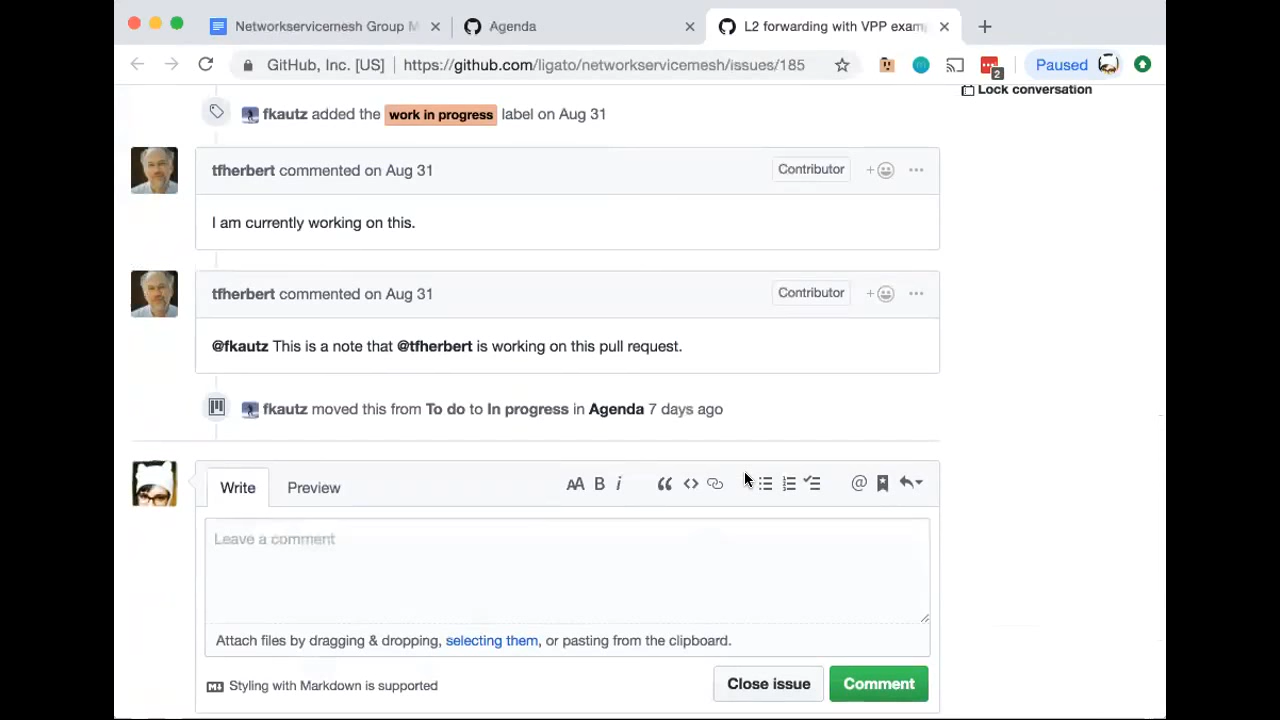 Networkservicemesh Group M
Agenda
L2 forwarding with VPP exam
GitHub, Inc. [US]
https://github.com/ligato/networkservicemesh/issues/185
2
Paused
Lock conversation
fkautz added the work in progress label on Aug 31
tfherbert commented on Aug 31
Contributor
I am currently working on this.
tfherbert commented on Aug 31
Contributor
@fkautz This is a note that @tfherbert is working on this pull request.
fkautz moved this from To do to In progress in Agenda 7 days ago
Write
Preview
AA B i
Leave a comment
Attach files by dragging & dropping, selecting them, or pasting from the clipboard.
Styling with Markdown is supported
Close issue
Comment